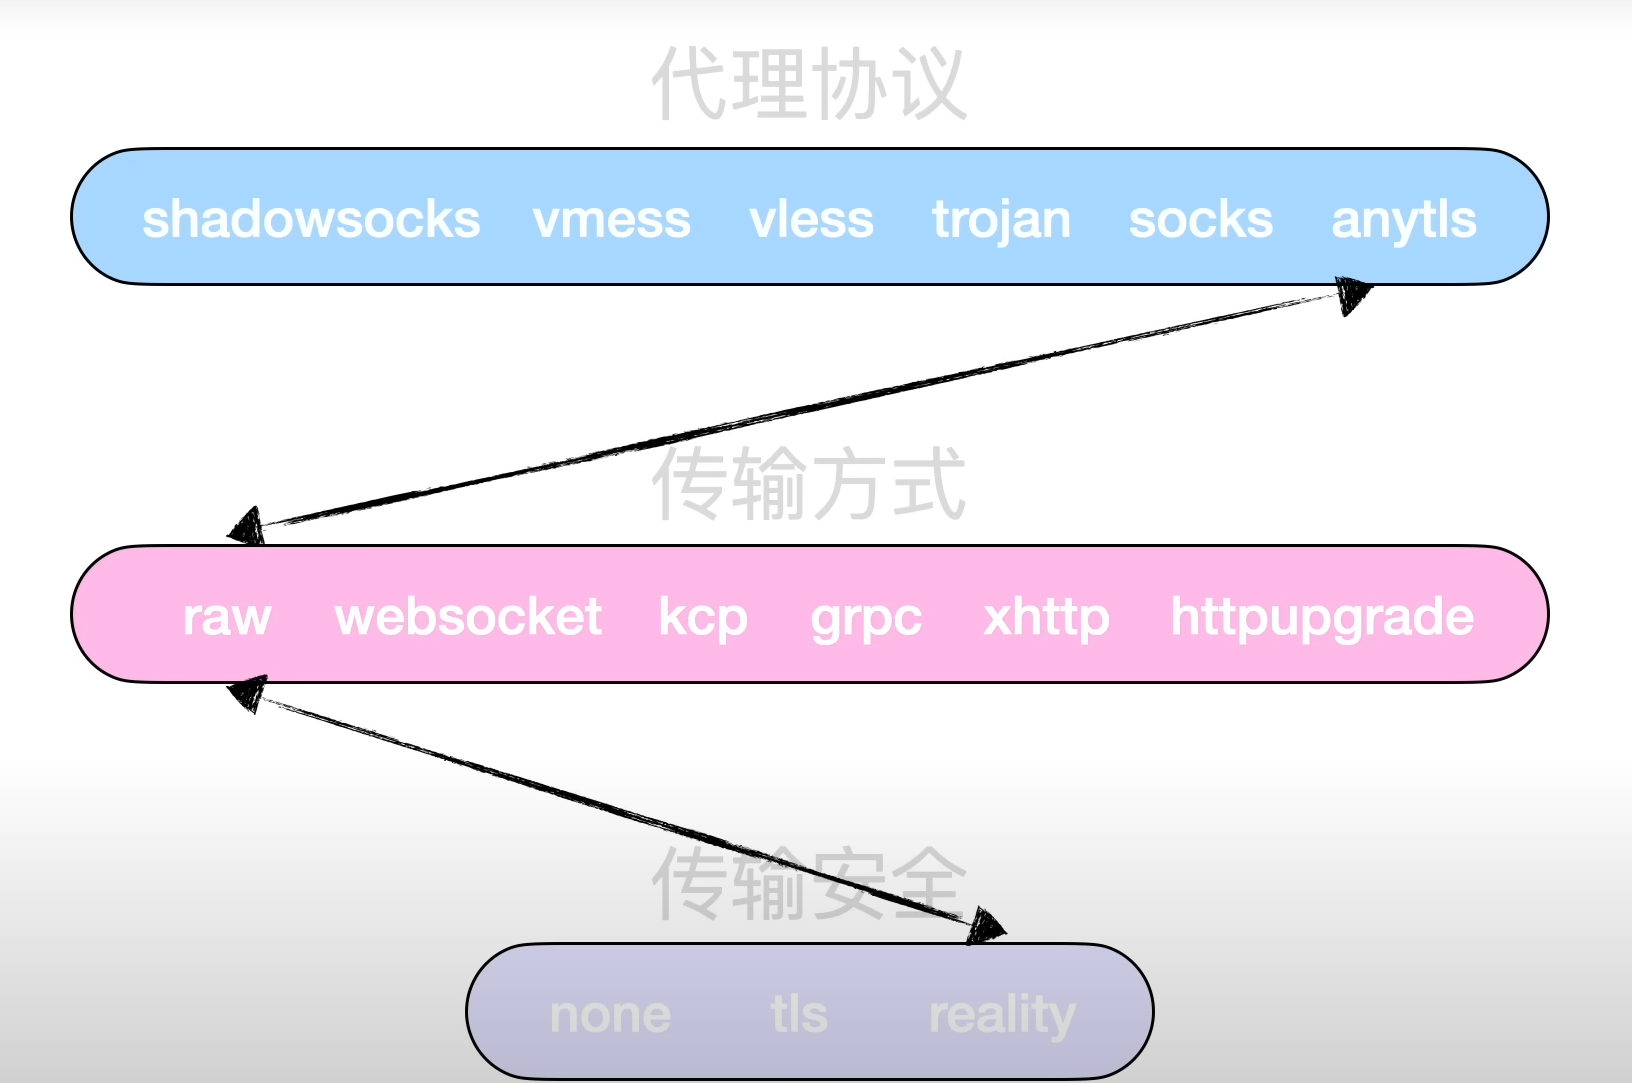 代理协议
shadowsocks vmess vless trojan socks anytls
传输方式
raw websocket kcp grpc xhttp httpupgrade
传输安全
none tls reality